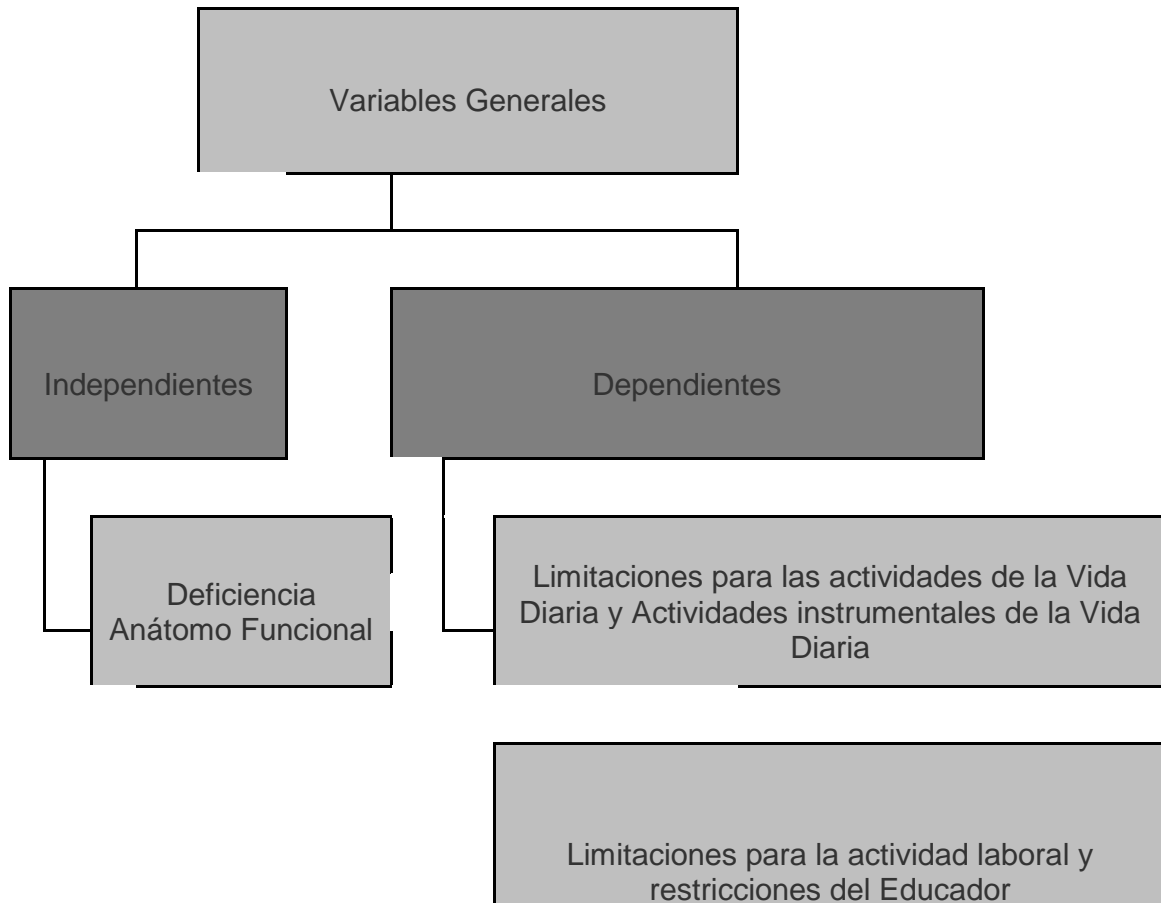 Variables Generales
Independientes
Dependientes
Deficiencia
Anátomo Funcional
Limitaciones para las actividades de la Vida
Diaria y Actividades instrumentales de la Vida
Diaria
Limitaciones para la actividad laboral y
restricciones del Educador